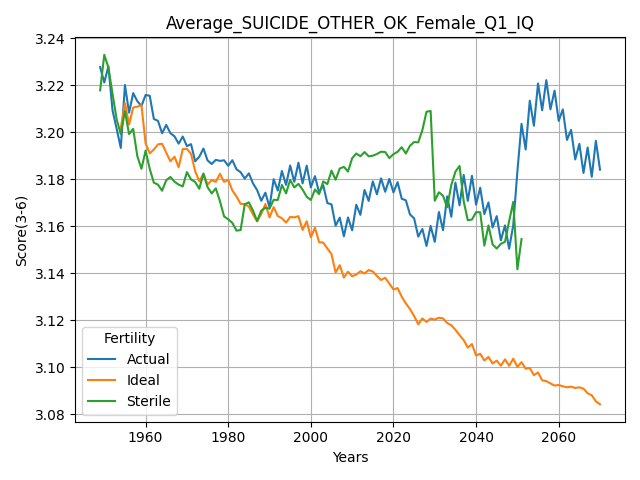 Average_SUICIDE_OTHER_OK_Female_Q1_IQ
3.24
3.22
3.20
3.18
3.16
3.14
3.12
3.10
3.08
Score(3-6)
Fertility
Actual
Ideal
Sterile
1960
1980
2000
2020
2040
2060
Years